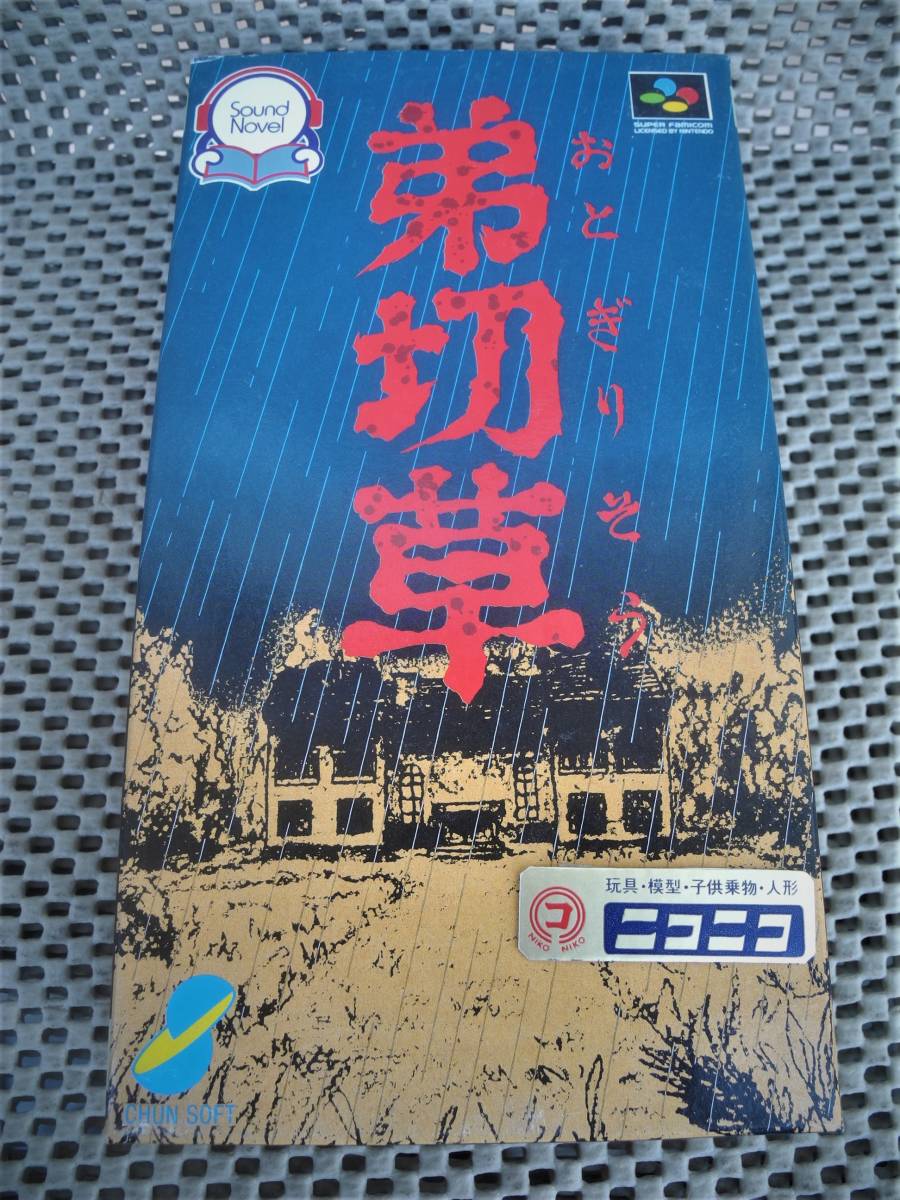 Sound
Novel
SUPER FAMICOM
LICENSED BY NINTENDO
弟切草
おとぎりそう
玩具・模型・子供乗物・人形
コ
NIKO NIKO
ニコニコ
CHUN SOFT